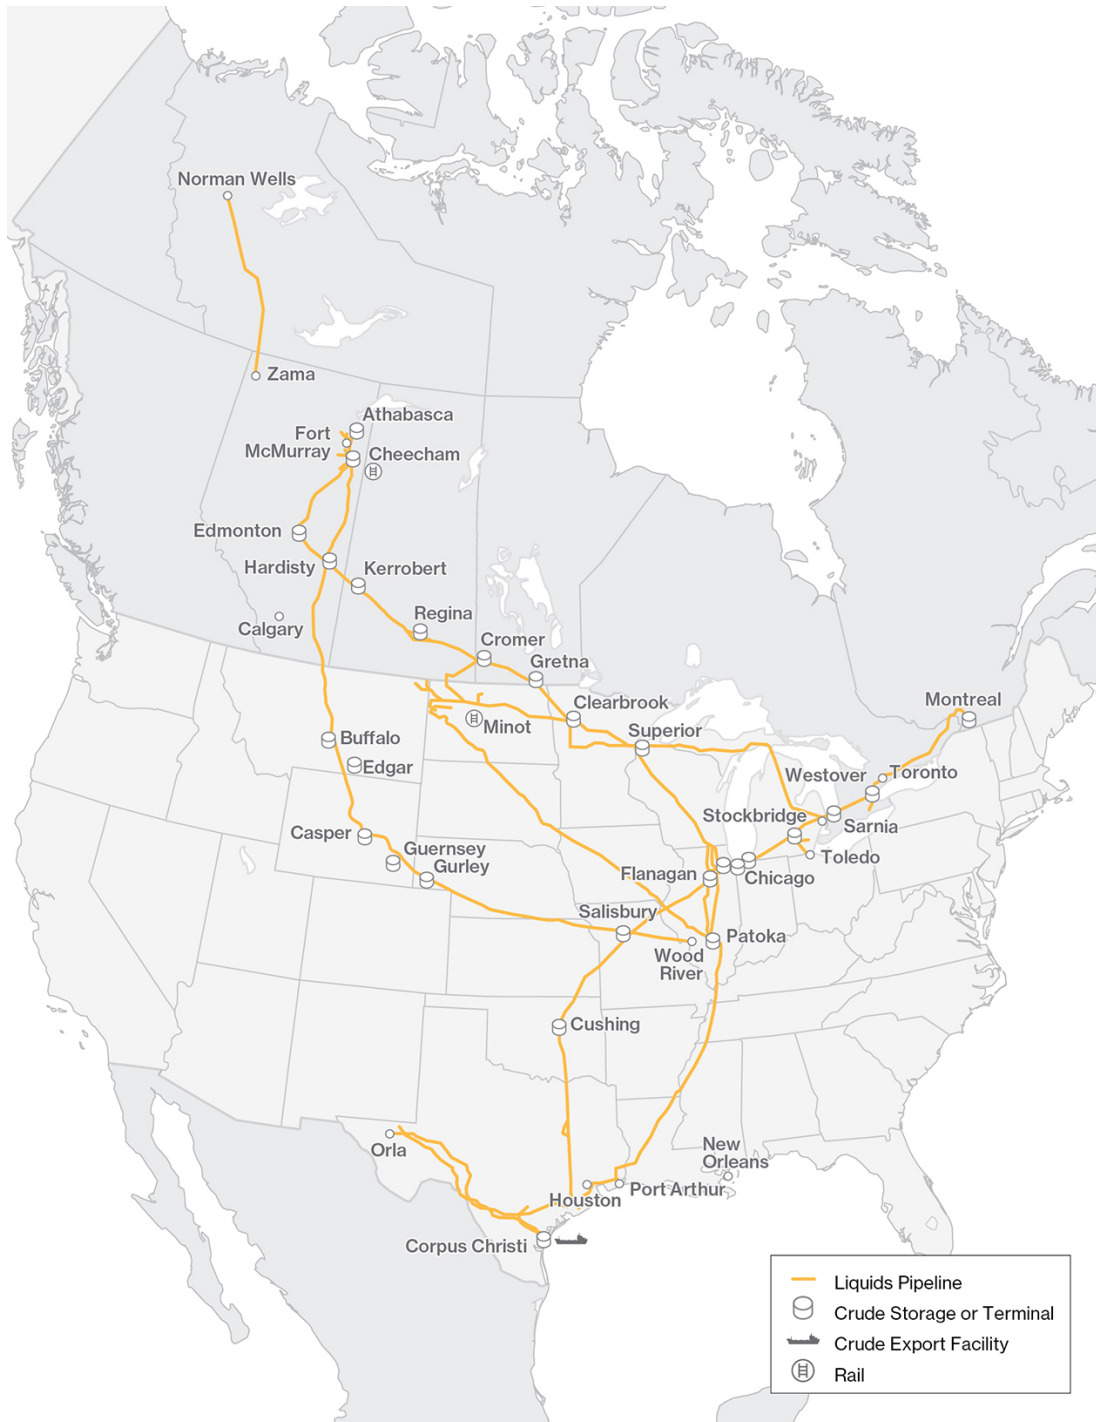 Norman Wells
Zama
Athabasca
Fort
McMurray
Cheecham
Edmonton
Hardisty
Kerrobert
Regina
Calgary
Cromer
Gretna
Clearbrook
Montreal
Minot
Superior
Buffalo
Edgar
Westover
Toronto
Stockbridge
Sarnia
Casper
Guernsey
Gurley
Toledo
Flanagan
Chicago
Salisbury
Patoka
Wood
River
Cushing
Orla
New
Orleans
Houston
Port Arthur
Corpus Christi
Liquids Pipeline
Crude Storage or Terminal
Crude Export Facility
Rail